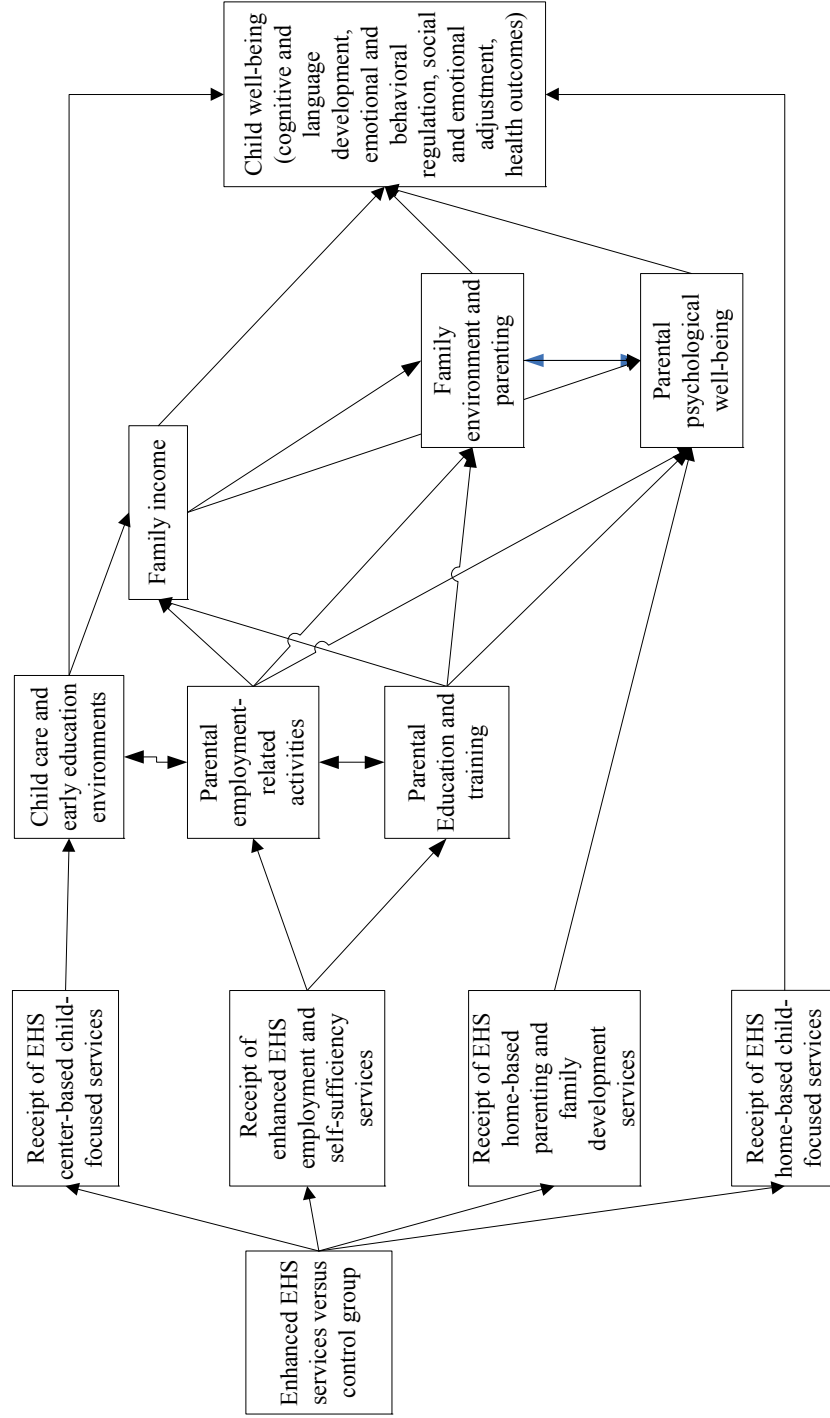 Enhanced EHS
services versus
control group
Receipt of EHS
center-based child-
focused services
Receipt of
enhanced EHS
employment and
self-sufficiency
services
Receipt of EHS
home-based
parenting and
family
development
services
Receipt of EHS
home-based child-
focused services
Child care and
early education
environments
Parental
employment-
related
activities
Parental
Education and
training
Family income
Family
environment and
parenting
Parental
psychological
well-being
Child well-being
(cognitive and
language
development,
emotional and
behavioral
regulation, social
and emotional
adjustment,
health outcomes)